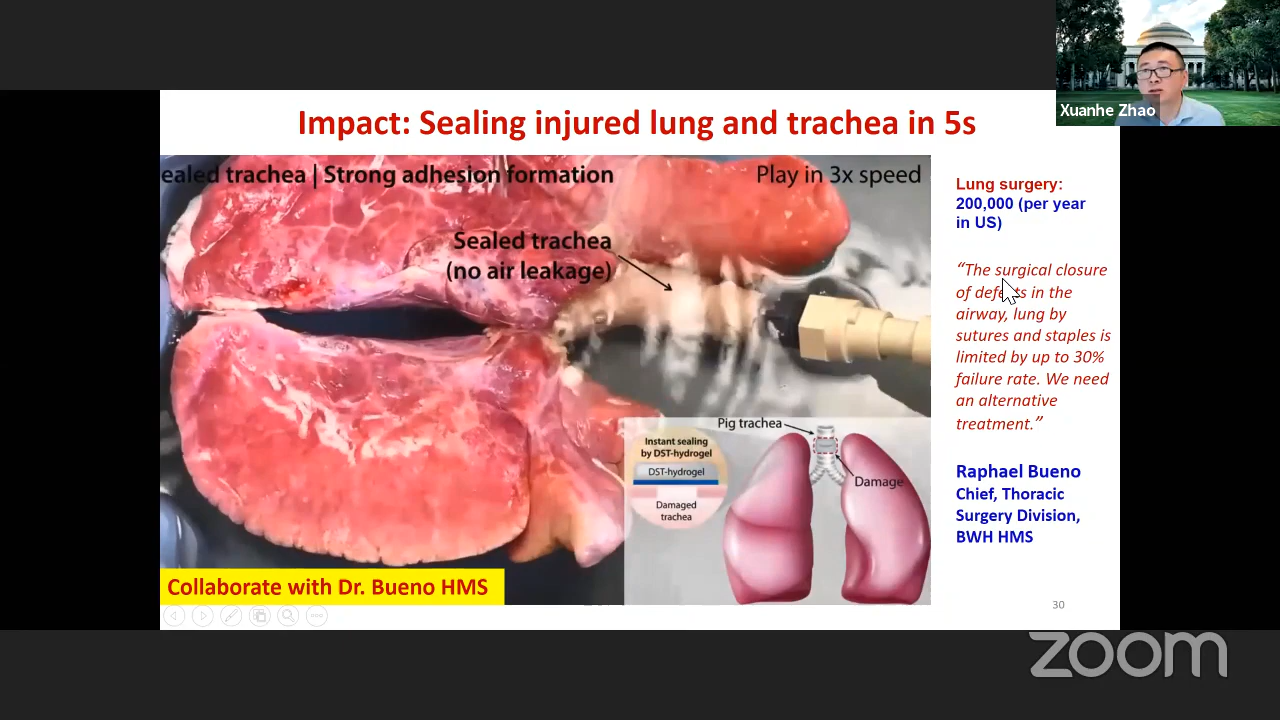 Xuanhe Zhao
Impact: Sealing injured lung and trachea in 5s
ealed trachea | Strong adhesion formation
Play in 3x speed
Sealed trachea
(no air leakage)
Pig trachea
Instant sealing
by DST-hydrogel
DST-hydrogel
Damaged
trachea
Damage
Collaborate with Dr. Bueno HMS
Lung surgery:
200,000 (per year
in US)
“The surgical closure
of defects in the
airway, lung by
sutures and staples is
limited by up to 30%
failure rate. We need
an alternative
treatment.”
Raphael Bueno
Chief, Thoracic
Surgery Division,
BWH HMS
30
zoom